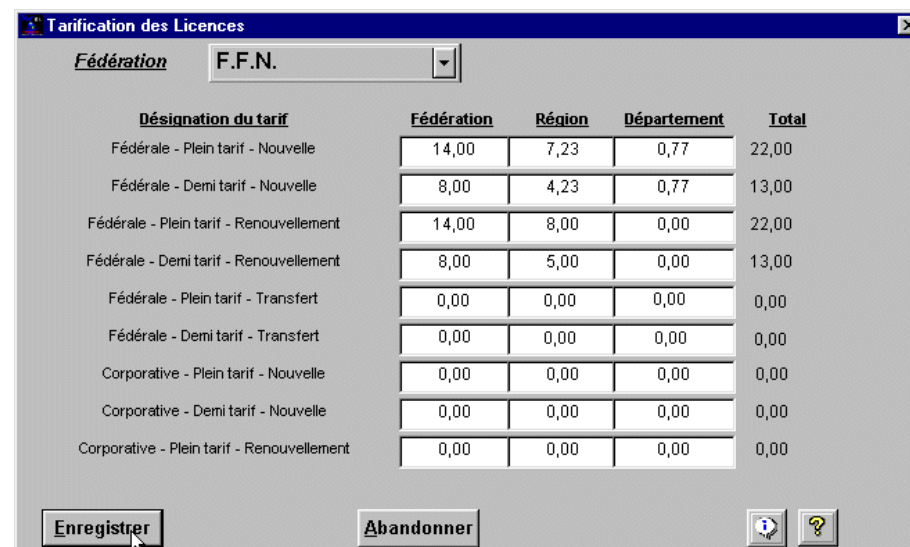 Tarification des Licences
Fédération F.F.N.
Désignation du tarif Fédération Région Département Total
Fédérale - Plein tarif - Nouvelle 14,00 7,23 0,77 22,00
Fédérale - Demi tarif - Nouvelle 8,00 4,23 0,77 13,00
Fédérale - Plein tarif - Renouvellement 14,00 8,00 0,00 22,00
Fédérale - Demi tarif - Renouvellement 8,00 5,00 0,00 13,00
Fédérale - Plein tarif - Transfert 0,00 0,00 0,00 0,00
Fédérale - Demi tarif - Transfert 0,00 0,00 0,00 0,00
Corporative - Plein tarif - Nouvelle 0,00 0,00 0,00 0,00
Corporative - Demi tarif - Nouvelle 0,00 0,00 0,00 0,00
Corporative - Plein tarif - Renouvellement 0,00 0,00 0,00 0,00
Enregistrer Abandonner i ?